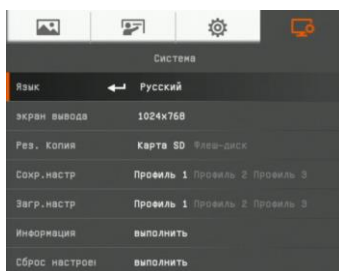 Система
Язык Русский
экран вывода 1024x768
Рез. Копия Карта SD Флеш-диск
Сохр.настр Профиль 1 Профиль 2 Профиль 3
Загр.настр Профиль 1 Профиль 2 Профиль 3
Информация выполнить
Сброс настрое выполнить